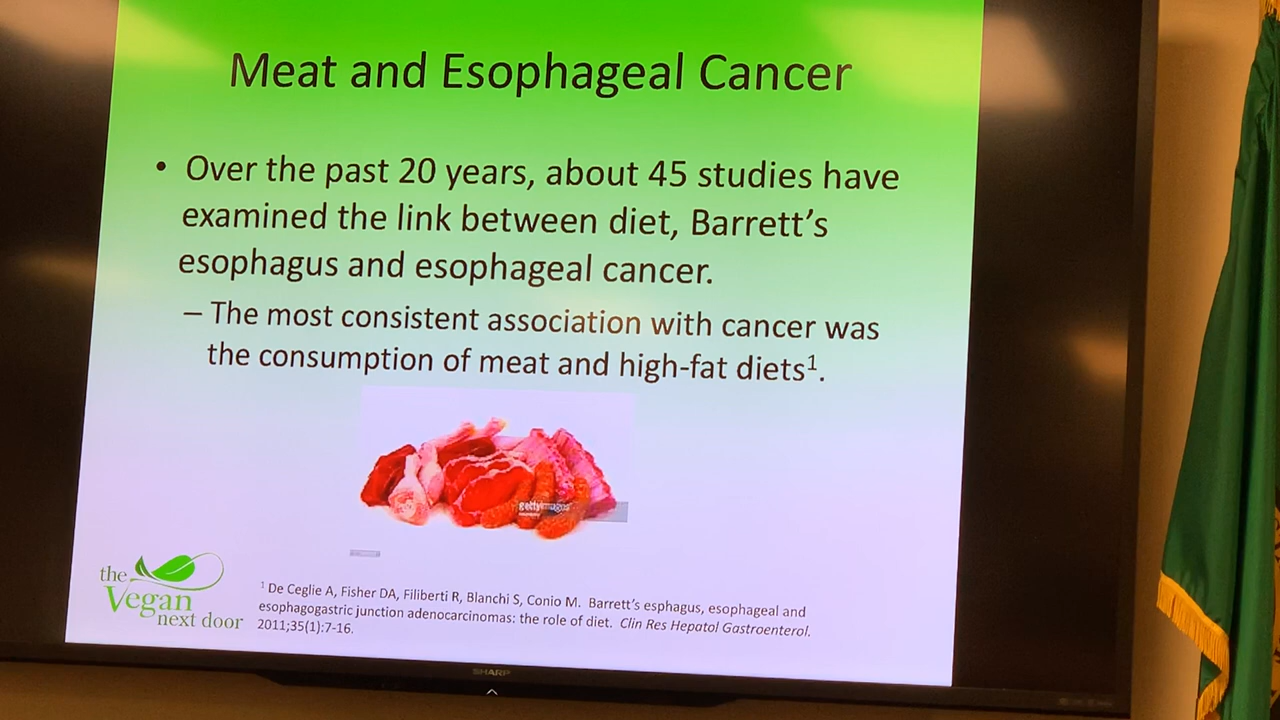 Meat and Esophageal Cancer
• Over the past 20 years, about 45 studies have
examined the link between diet, Barrett's
esophagus and esophageal cancer.
– The most consistent association with cancer was
the consumption of meat and high-fat diets¹.
gettyimages
the
Vegan
next door
¹ De Ceglie A, Fisher DA, Filiberti R, Blanchi S, Conio M. Barrett's esphagus, esophageal and
esophagogastric junction adenocarcinomas: the role of diet. Clin Res Hepatol Gastroenterol.
2011;35(1):7-16.
SHARP